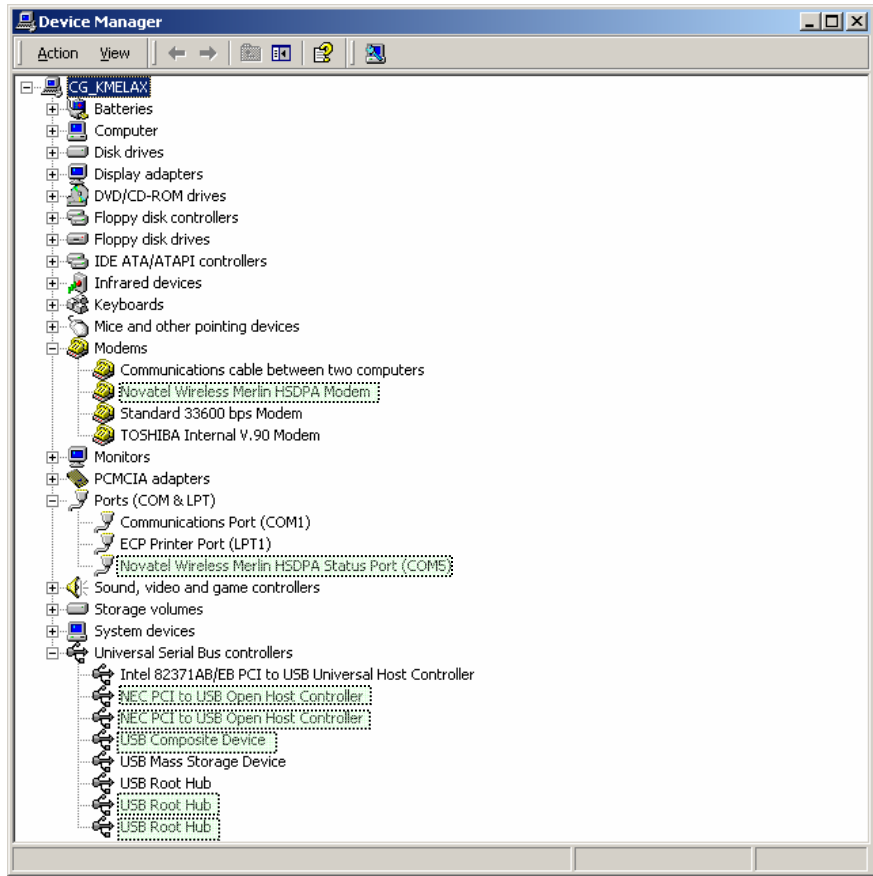 Device Manager
Action View
CG_KMELAX
Batteries
Computer
Disk drives
Display adapters
DVD/CD-ROM drives
Floppy disk controllers
Floppy disk drives
IDE ATA/ATAPI controllers
Infrared devices
Keyboards
Mice and other pointing devices
Modems
Communications cable between two computers
Novatel Wireless Merlin HSDPA Modem
Standard 33600 bps Modem
TOSHIBA Internal V.90 Modem
Monitors
PCMCIA adapters
Ports (COM & LPT)
Communications Port (COM1)
ECP Printer Port (LPT1)
Novatel Wireless Merlin HSDPA Status Port (COM5)
Sound, video and game controllers
Storage volumes
System devices
Universal Serial Bus controllers
Intel 82371AB/EB PCI to USB Universal Host Controller
NEC PCI to USB Open Host Controller
NEC PCI to USB Open Host Controller
USB Composite Device
USB Mass Storage Device
USB Root Hub
USB Root Hub
USB Root Hub